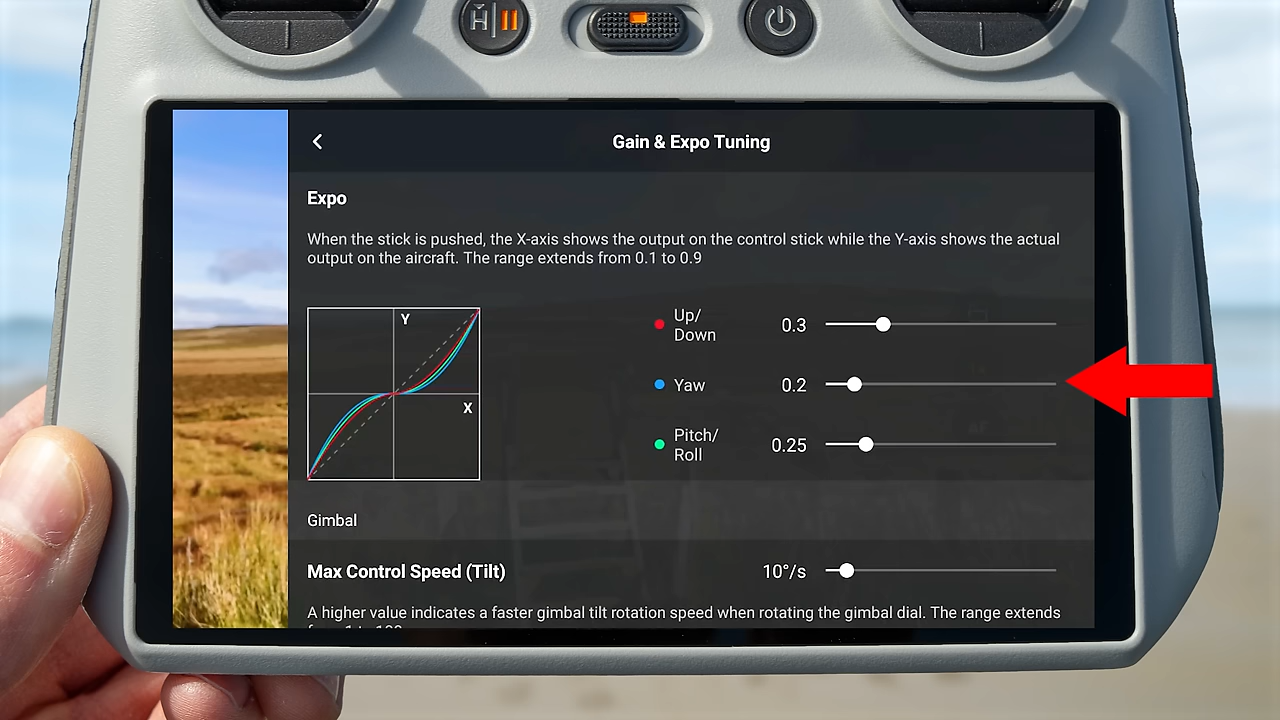 H
Gain & Expo Tuning
Expo
When the stick is pushed, the X-axis shows the output on the control stick while the Y-axis shows the actual
output on the aircraft. The range extends from 0.1 to 0.9
Y
X
Up/
Down
0.3
Yaw
0.2
Pitch/
Roll
0.25
Gimbal
Max Control Speed (Tilt)
10°/s
A higher value indicates a faster gimbal tilt rotation speed when rotating the gimbal dial. The range extends